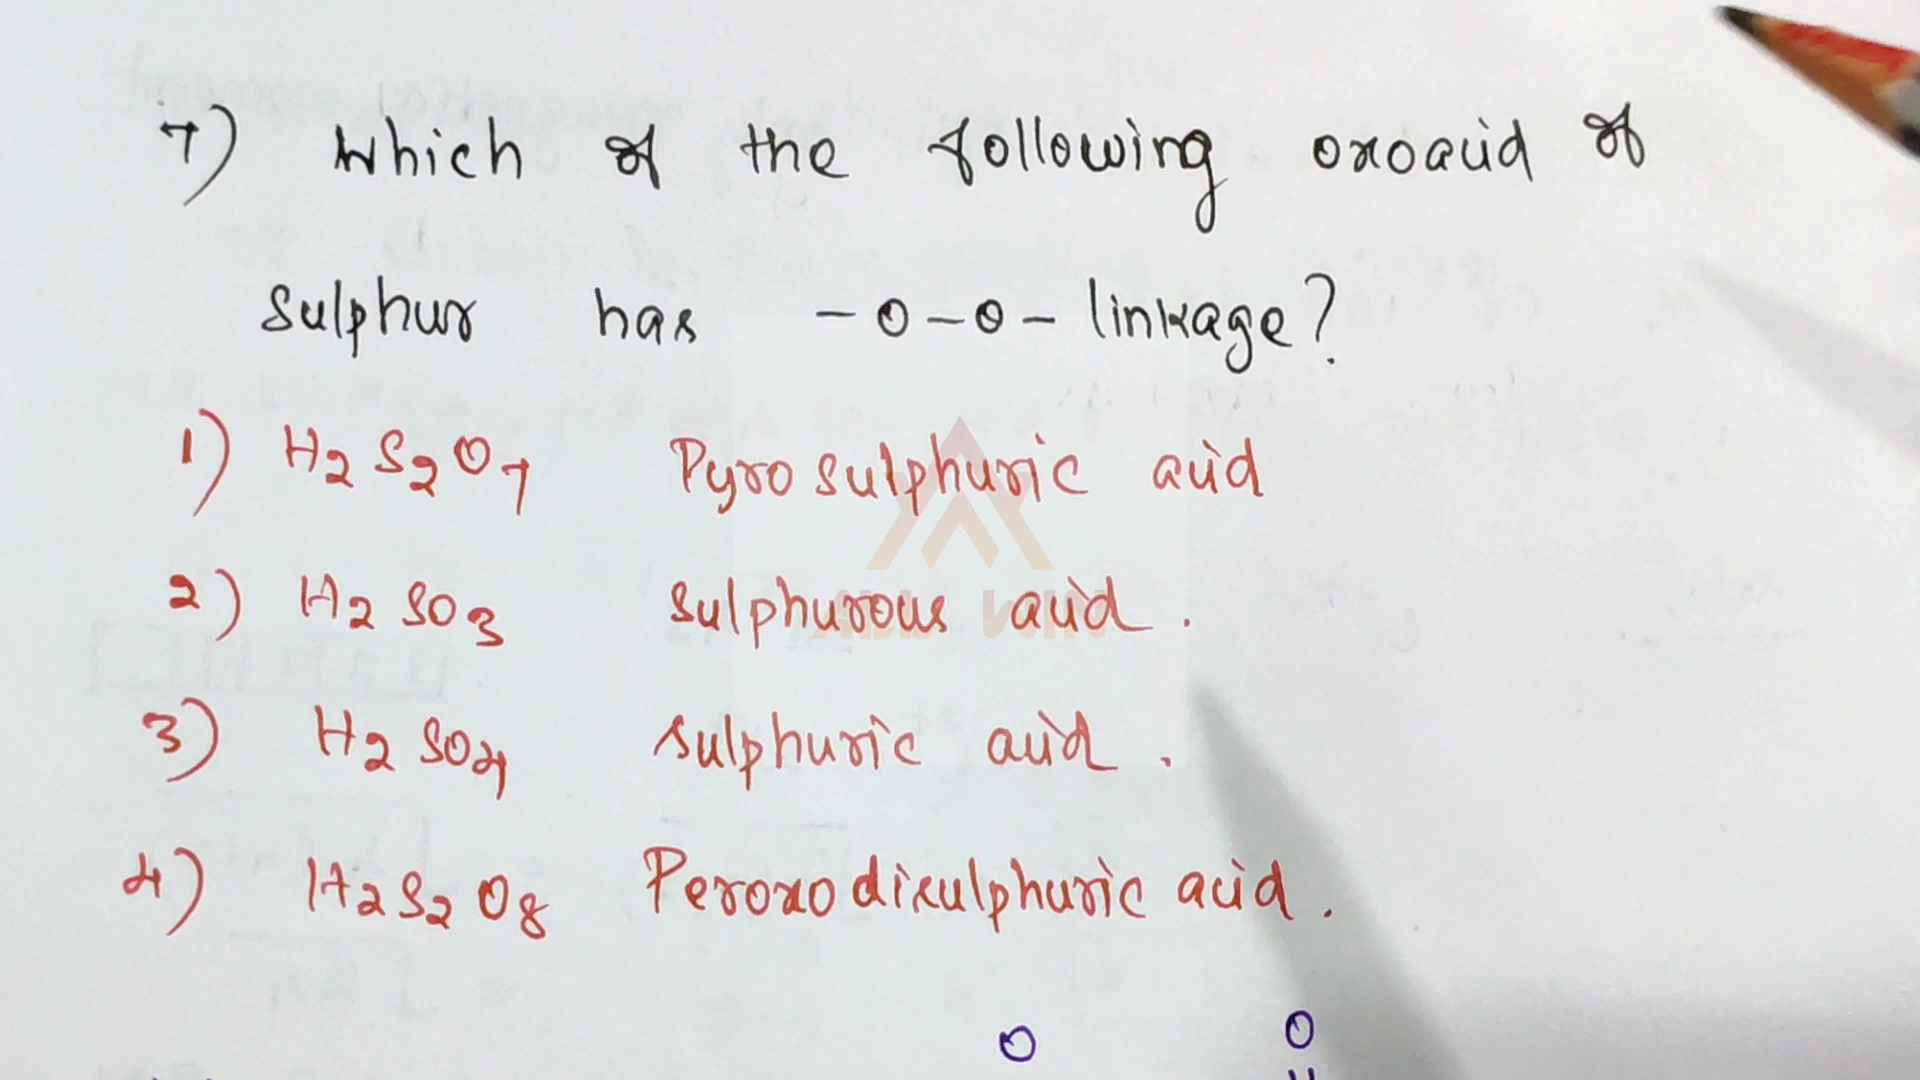 7) Which of the following oxoacid of
sulphur has -O-O- linkage?
1) H2S2O7 Pyrosulphuric acid
2) H2SO3 sulphurous acid.
3) H2SO4 sulphuric acid.
4) H2S2O8 Peroxodisulphuric acid.
O O